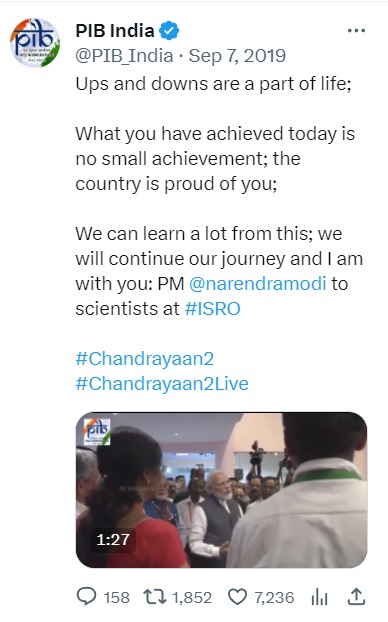 PIB India
@PIB_India · Sep 7, 2019
Ups and downs are a part of life;
What you have achieved today is
no small achievement; the
country is proud of you;
We can learn a lot from this; we
will continue our journey and I am
with you: PM @narendramodi to
scientists at #ISRO
#Chandrayaan2
#Chandrayaan2Live
pib
1:27
158 1,852 7,236